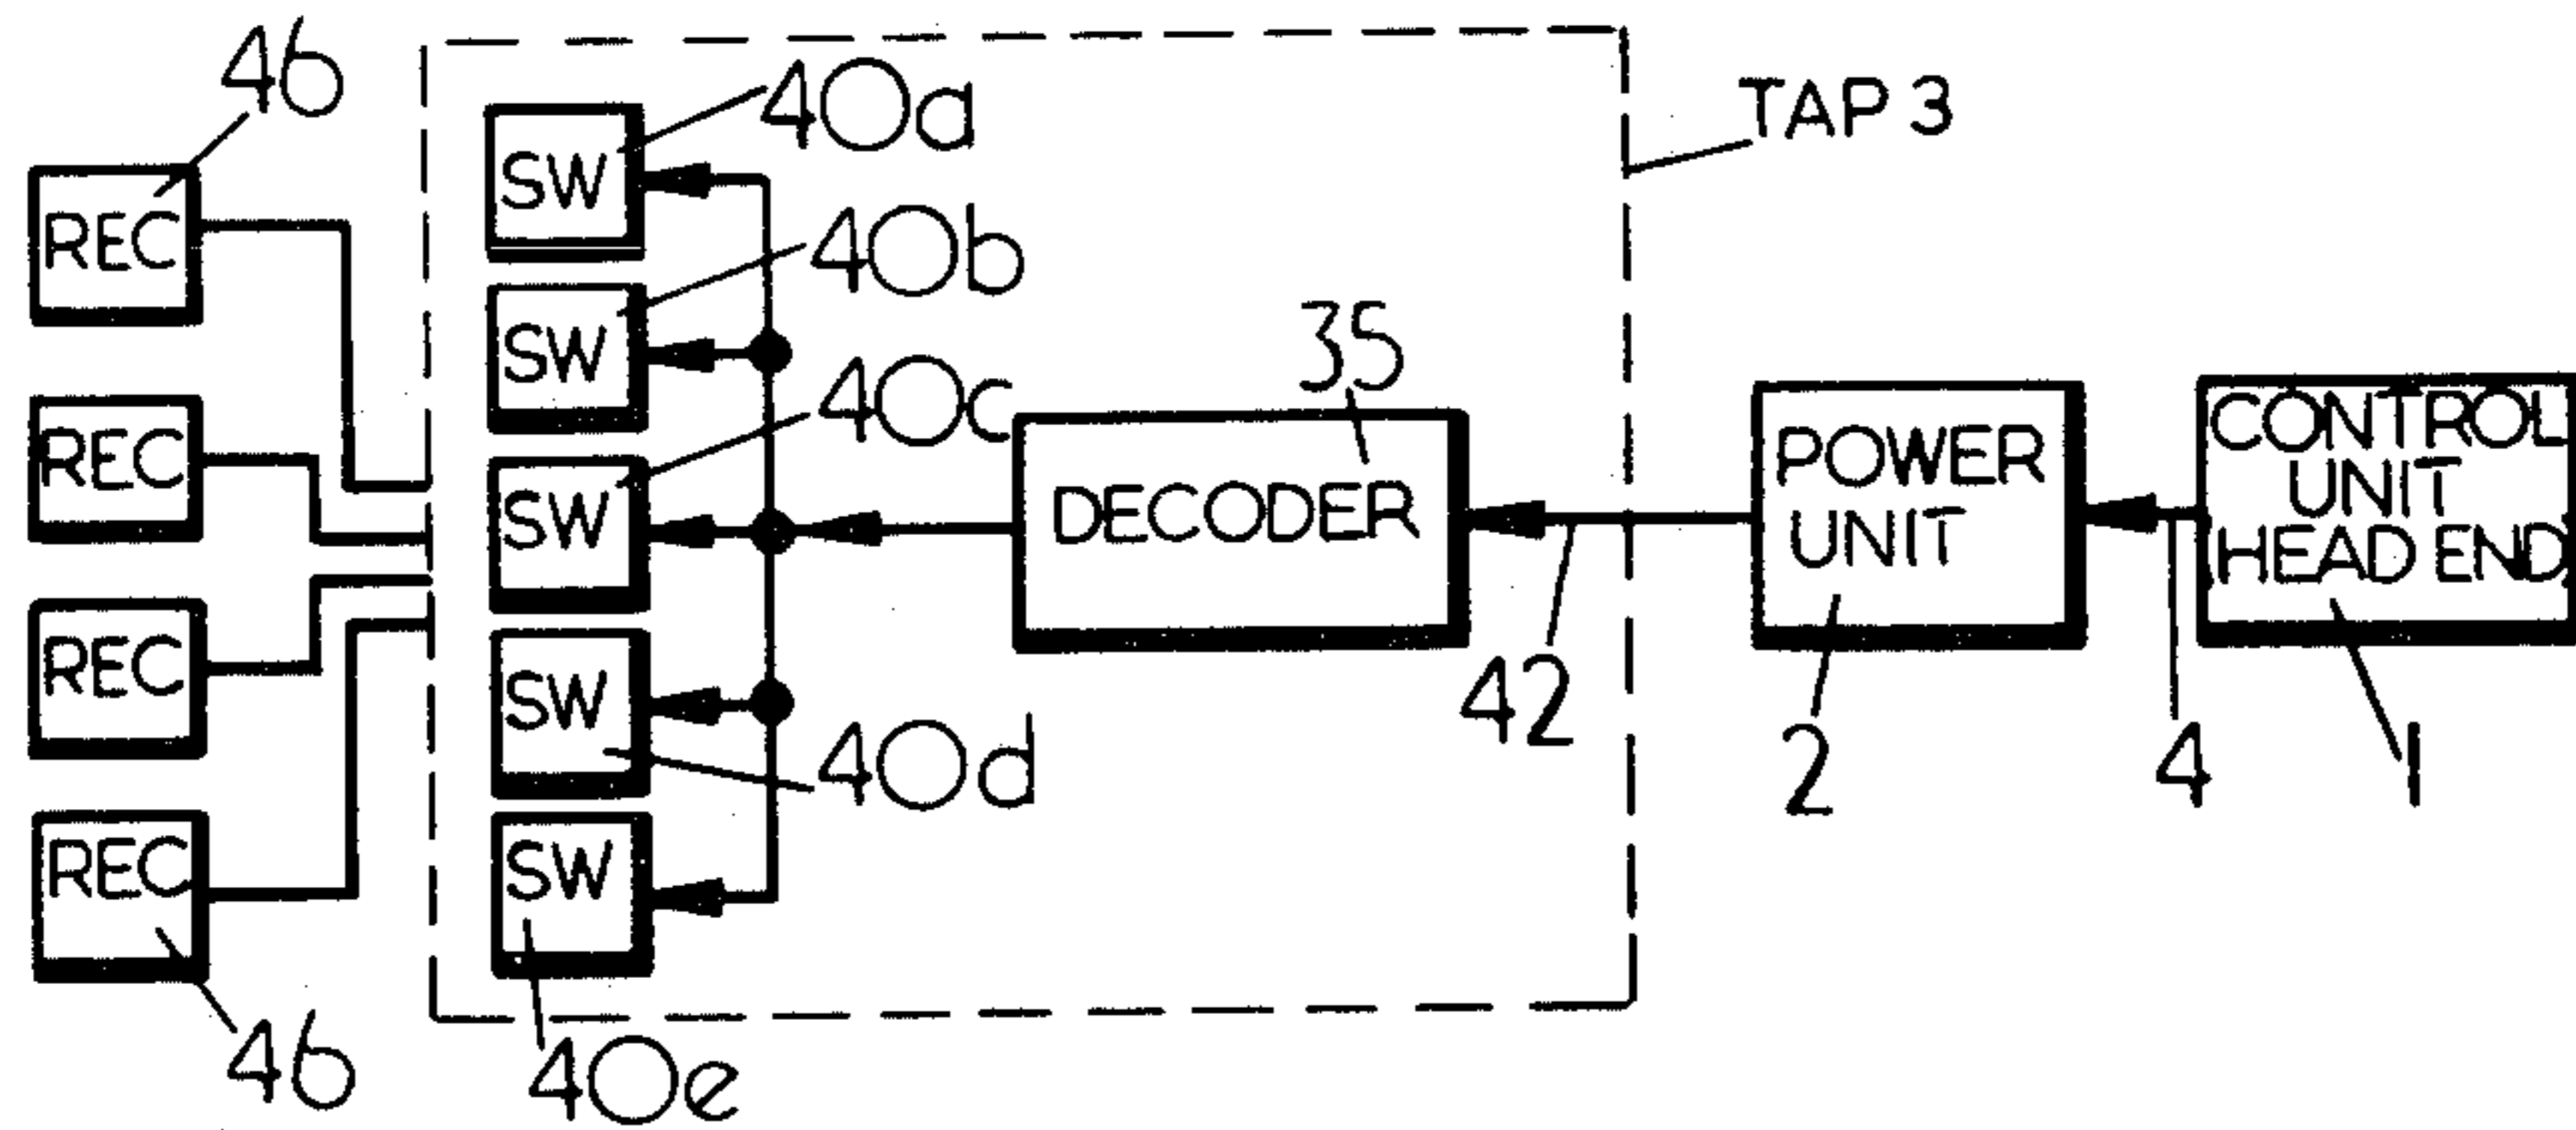 46
REC
REC
REC
REC
46
SW
40a
SW
40b
SW
40c
SW
40d
SW
40e
35
DECODER
42
TAP 3
POWER
UNIT
2
4
CONTROL
UNIT
HEAD END
1